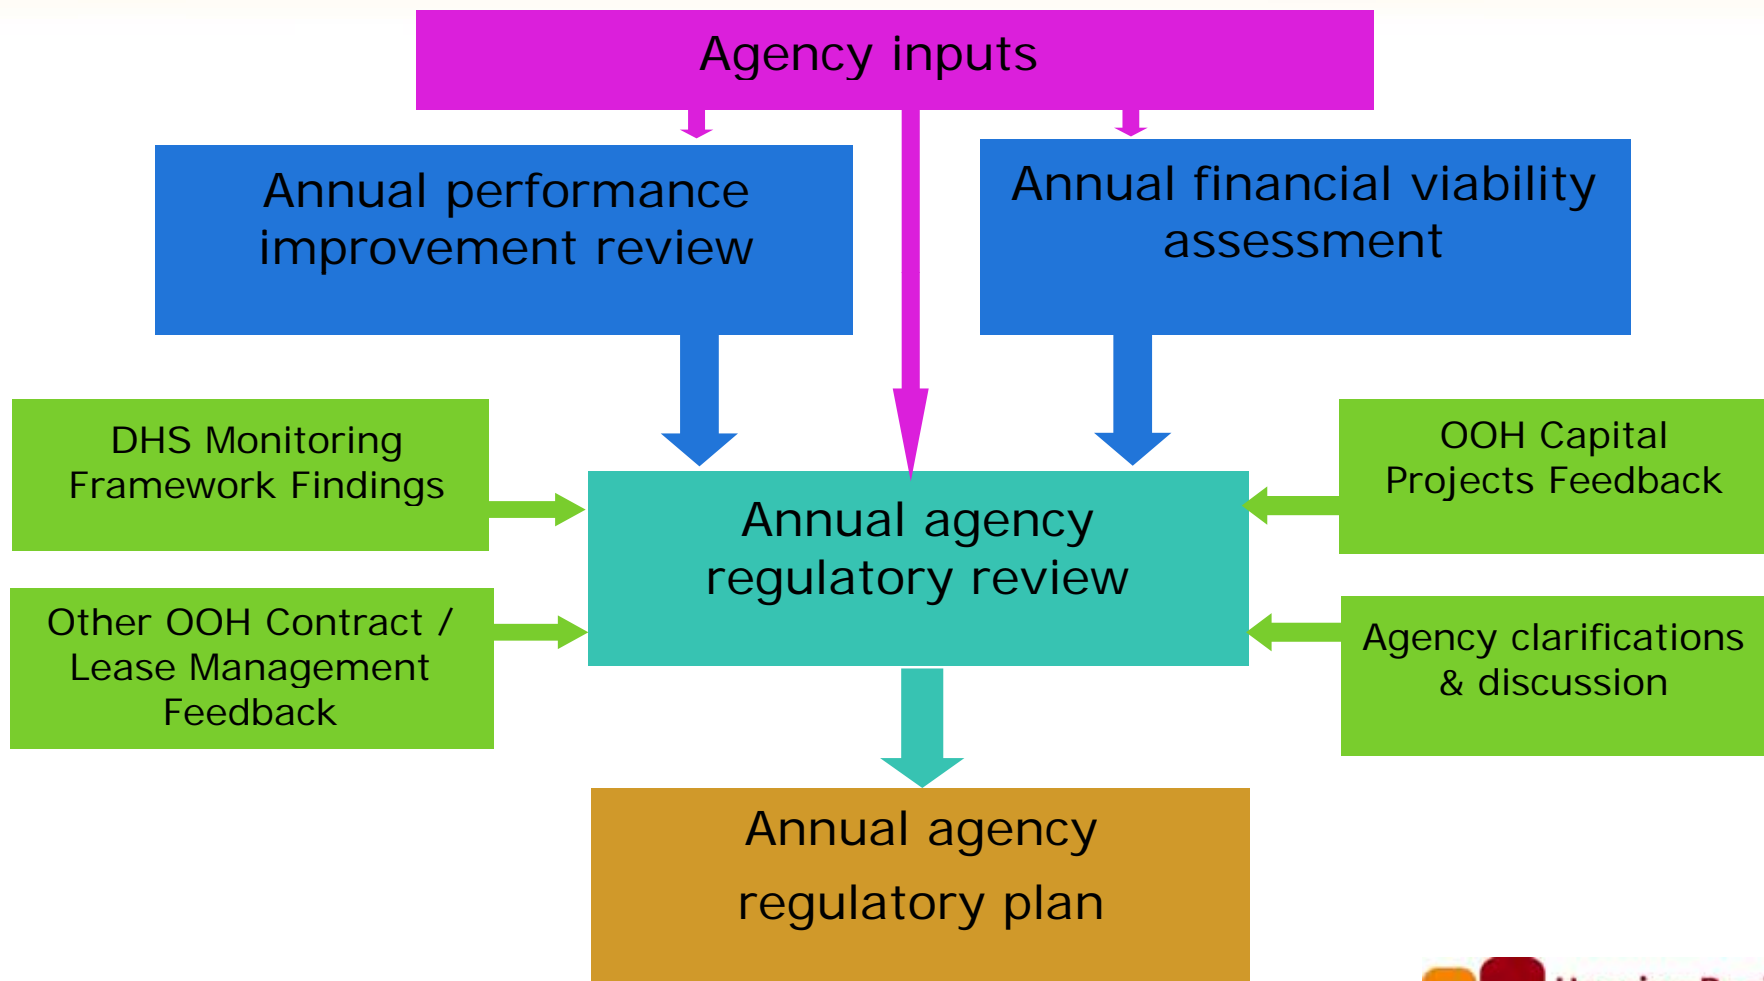 Agency inputs
Annual performance
improvement review
Annual financial viability
assessment
DHS Monitoring
Framework Findings
OOH Capital
Projects Feedback
Annual agency
regulatory review
Other OOH Contract /
Lease Management
Feedback
Agency clarifications
& discussion
Annual agency
regulatory plan